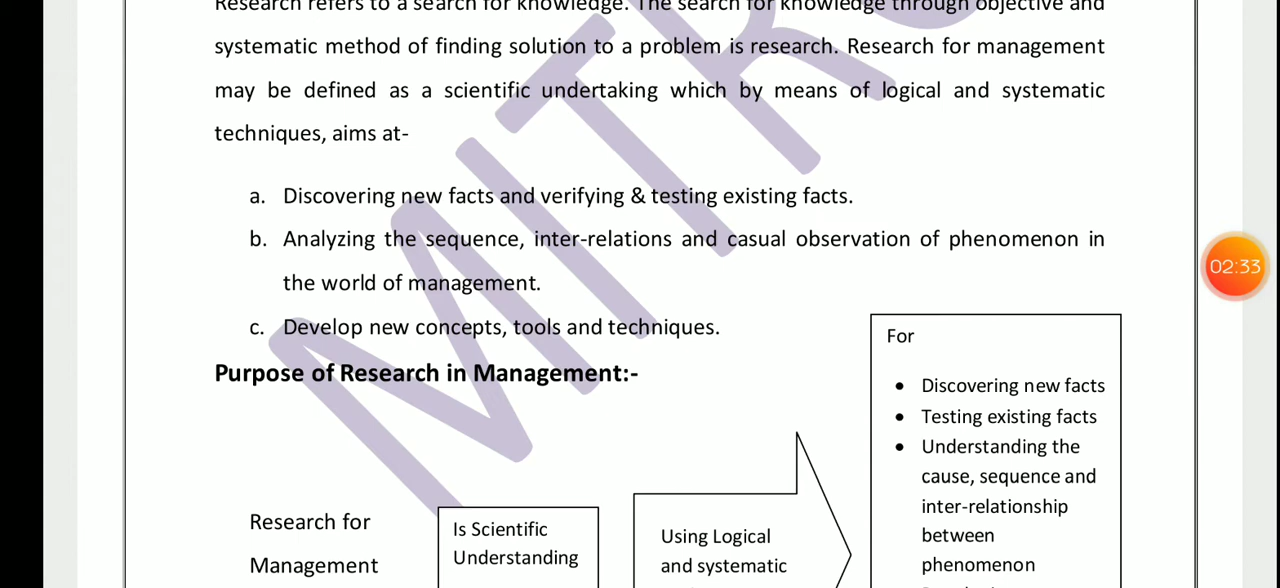 Research refers to a search for knowledge. The search for knowledge through objective and
systematic method of finding solution to a problem is research. Research for management
may be defined as a scientific undertaking which by means of logical and systematic
techniques, aims at-
a. Discovering new facts and verifying & testing existing facts.
b. Analyzing the sequence, inter-relations and casual observation of phenomenon in
the world of management.
c. Develop new concepts, tools and techniques.
Purpose of Research in Management:-
Research for
Management
Is Scientific
Understanding
Using Logical
and systematic
For
• Discovering new facts
• Testing existing facts
• Understanding the
cause, sequence and
inter-relationship
between
phenomenon
02:33